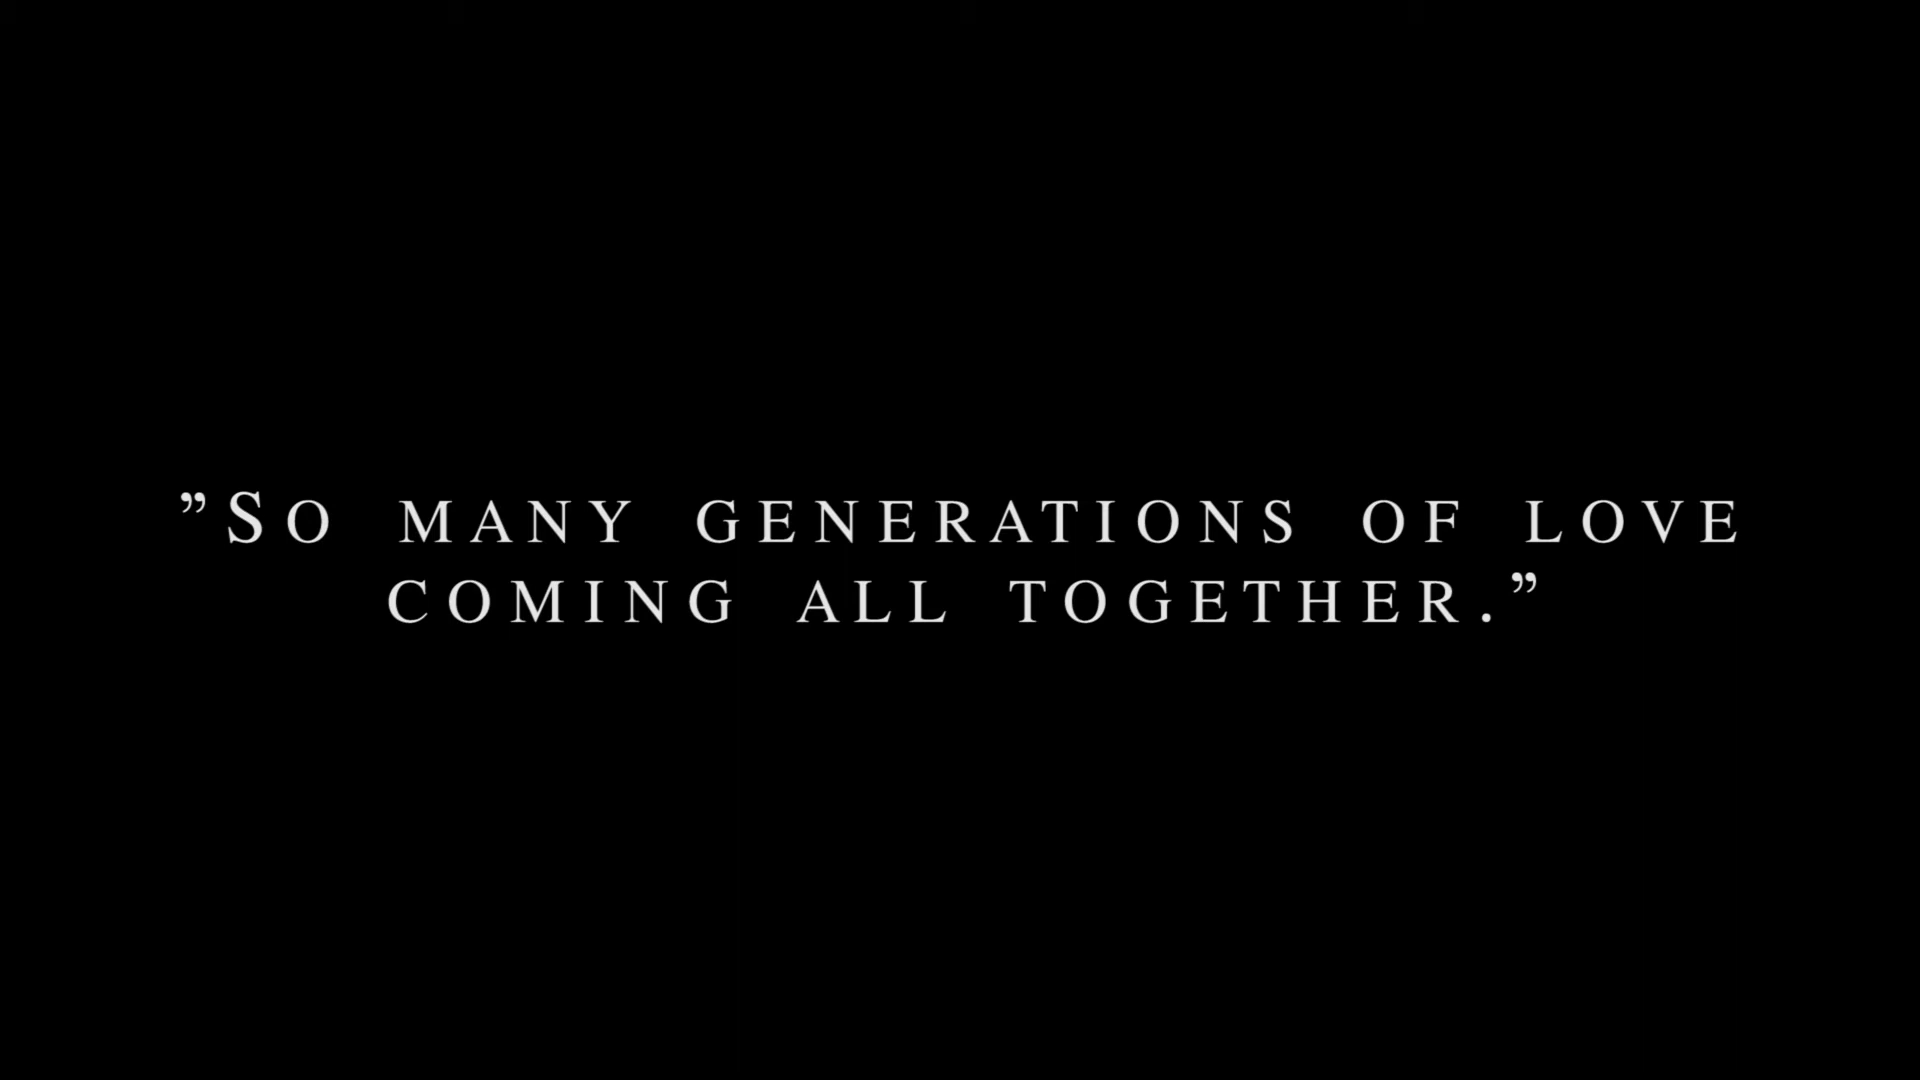 ”So many generations of love
coming all together.”